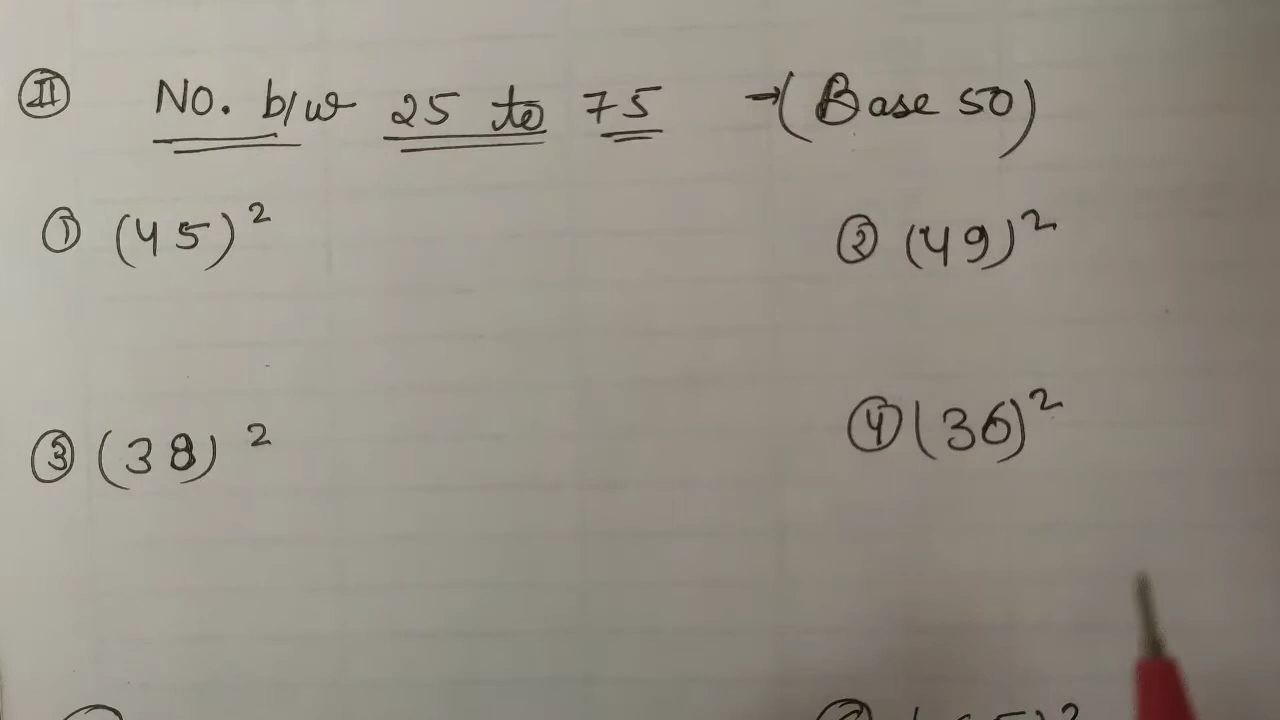 II No. b/w 25 to 75 → (Base 50)
① (45)²
② (49)²
③ (38)²
④ (36)²